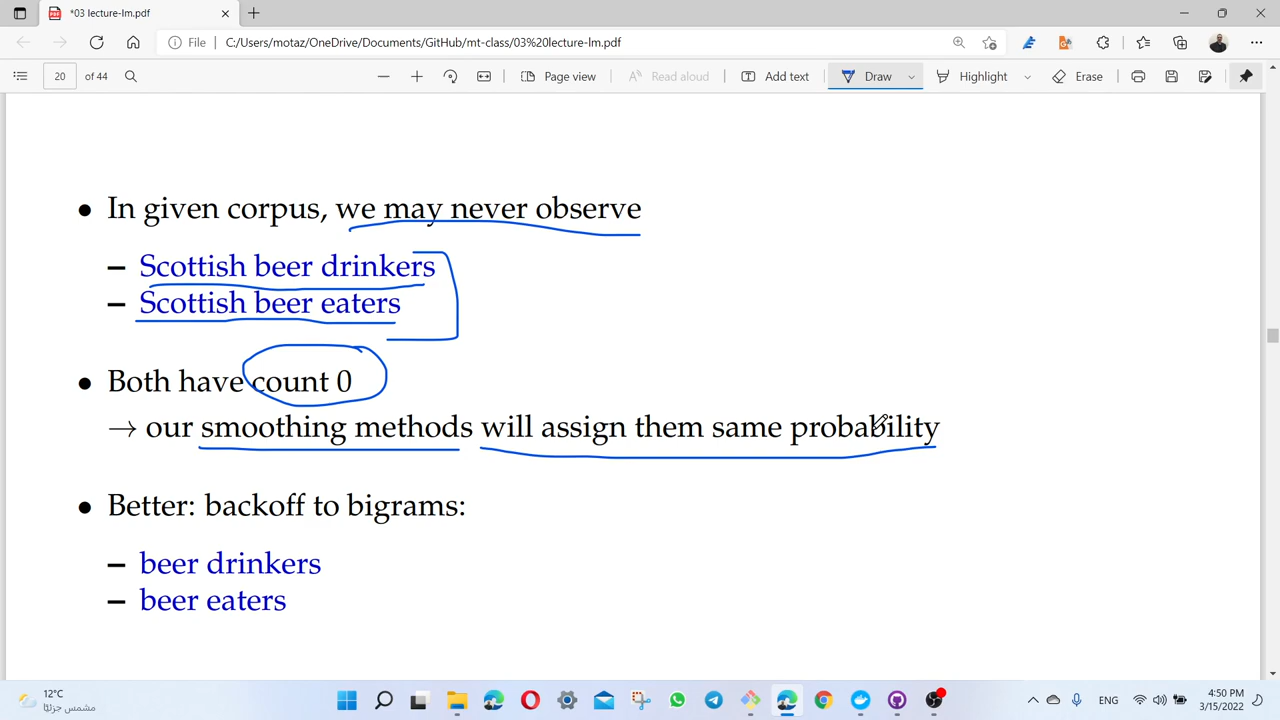 *03 lecture-lm.pdf
File
C:/Users/motaz/OneDrive/Documents/GitHub/mt-class/03%20lecture-lm.pdf
20 of 44
Page view
Read aloud
Add text
Draw
Highlight
Erase
• In given corpus, we may never observe
– Scottish beer drinkers
– Scottish beer eaters
• Both have count 0
→ our smoothing methods will assign them same probability
• Better: backoff to bigrams:
– beer drinkers
– beer eaters
12°C
مشمس جزئيًا
ENG
4:50 PM
3/15/2022